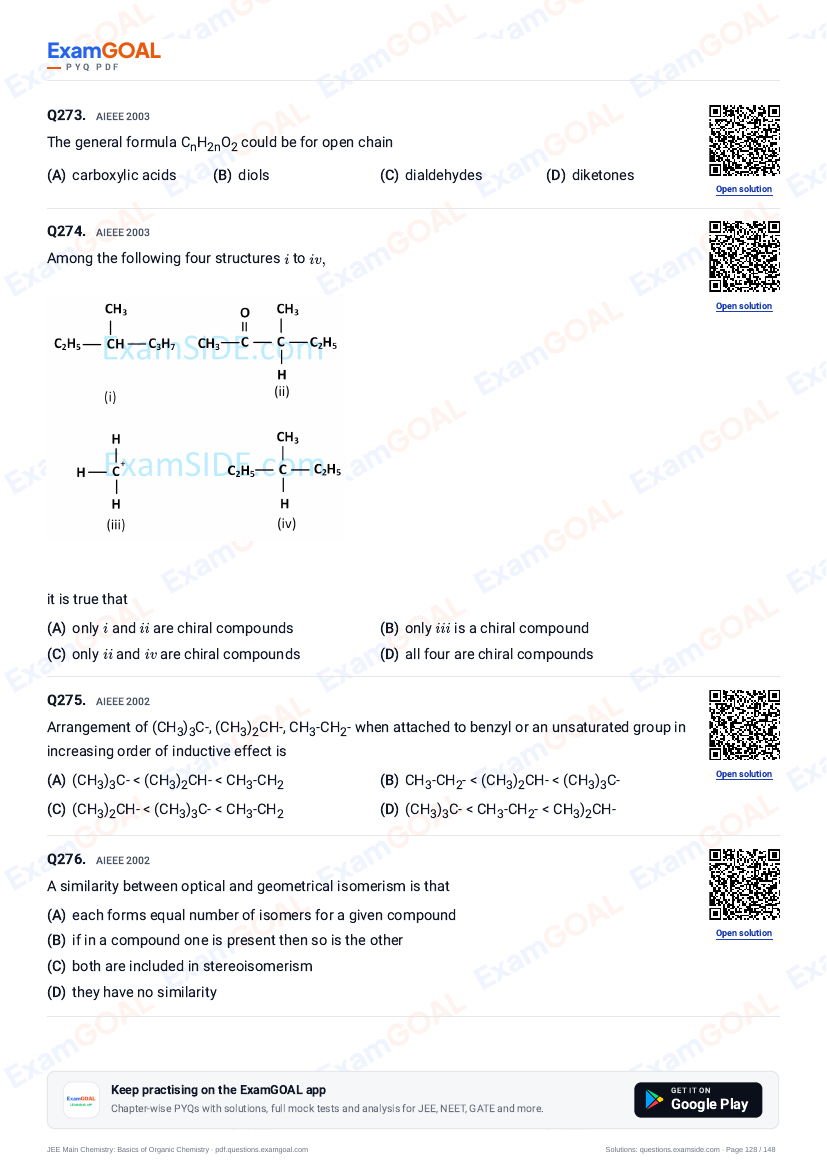 ExamGOAL
PYQ PDF
Q273. AIEEE 2003
The general formula CₙH₂ₙO₂ could be for open chain
(A) carboxylic acids (B) diols (C) dialdehydes (D) diketones
Open solution
Q274. AIEEE 2003
Among the following four structures i to iv,
Open solution
CH₃
C₂H₅ CH C₃H₇
(i)
O CH₃
CH₃ C C C₂H₅
H
(ii)
H
H C⁺
H
(iii)
CH₃
C₂H₅ C C₂H₅
H
(iv)
ExamSIDE.com
ExamSIDE.com
it is true that
(A) only i and ii are chiral compounds (B) only iii is a chiral compound
(C) only ii and iv are chiral compounds (D) all four are chiral compounds
Q275. AIEEE 2002
Arrangement of (CH₃)₃C-, (CH₃)₂CH-, CH₃-CH₂- when attached to benzyl or an unsaturated group in
increasing order of inductive effect is
Open solution
(A) (CH₃)₃C- < (CH₃)₂CH- < CH₃-CH₂ (B) CH₃-CH₂- < (CH₃)₂CH- < (CH₃)₃C-
(C) (CH₃)₂CH- < (CH₃)₃C- < CH₃-CH₂ (D) (CH₃)₃C- < CH₃-CH₂- < CH₃)₂CH-
Q276. AIEEE 2002
A similarity between optical and geometrical isomerism is that
(A) each forms equal number of isomers for a given compound
(B) if in a compound one is present then so is the other
(C) both are included in stereoisomerism
(D) they have no similarity
Open solution
Keep practising on the ExamGOAL app
Chapter-wise PYQs with solutions, full mock tests and analysis for JEE, NEET, GATE and more.
GET IT ON
Google Play
JEE Main Chemistry: Basics of Organic Chemistry · pdf.questions.examgoal.com
Solutions: questions.examside.com · Page 128 / 148